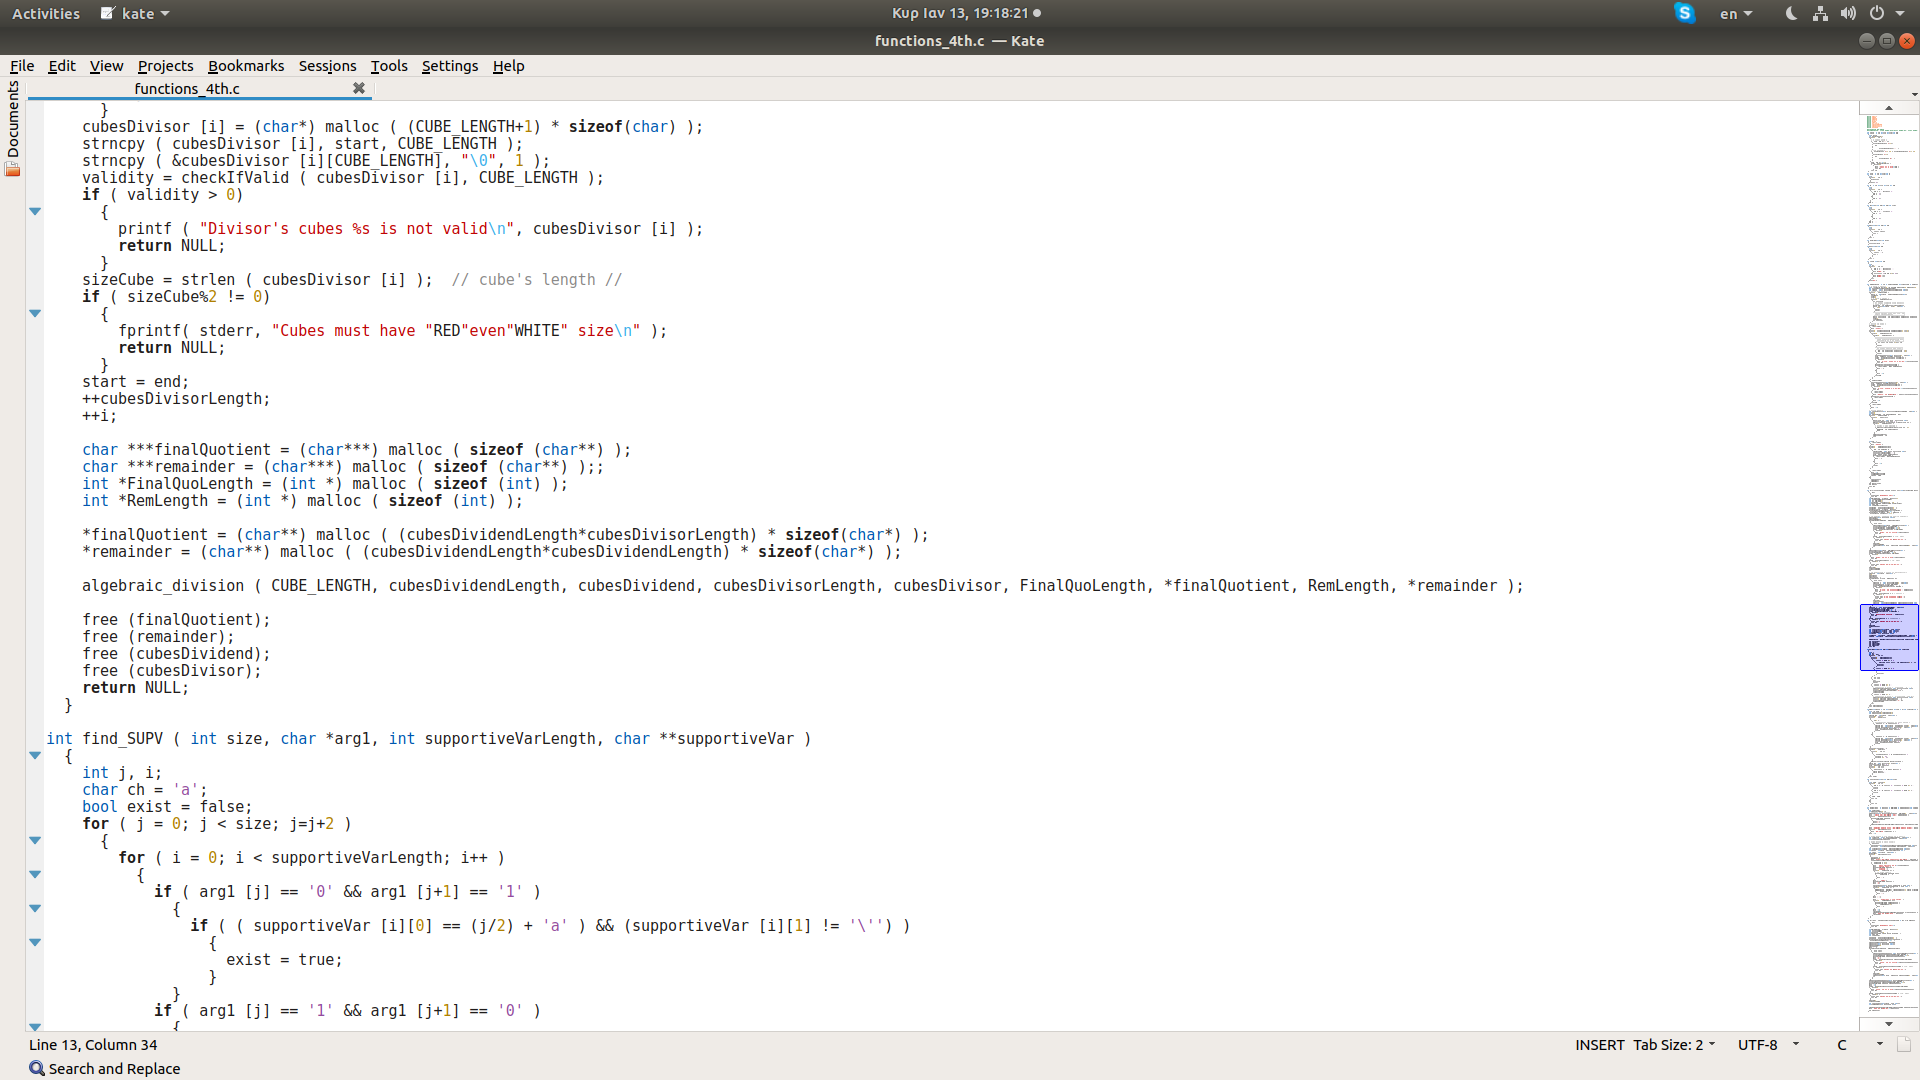 Activities kate Κυρ Ιαν 13, 19:18:21 en
functions_4th.c — Kate
File Edit View Projects Bookmarks Sessions Tools Settings Help
Documents
functions_4th.c
}
cubesDivisor [i] = (char*) malloc ( (CUBE_LENGTH+1) * sizeof(char) );
strncpy ( cubesDivisor [i], start, CUBE_LENGTH );
strncpy ( &cubesDivisor [i][CUBE_LENGTH], "\0", 1 );
validity = checkIfValid ( cubesDivisor [i], CUBE_LENGTH );
if ( validity > 0)
{
printf ( "Divisor's cubes %s is not valid\n", cubesDivisor [i] );
return NULL;
}
sizeCube = strlen ( cubesDivisor [i] );  // cube's length //
if ( sizeCube%2 != 0)
{
fprintf( stderr, "Cubes must have "RED"even"WHITE" size\n" );
return NULL;
}
start = end;
++cubesDivisorLength;
++i;
char ***finalQuotient = (char***) malloc ( sizeof (char**) );
char ***remainder = (char***) malloc ( sizeof (char**) );;
int *FinalQuoLength = (int *) malloc ( sizeof (int) );
int *RemLength = (int *) malloc ( sizeof (int) );
*finalQuotient = (char**) malloc ( (cubesDividendLength*cubesDivisorLength) * sizeof(char*) );
*remainder = (char**) malloc ( (cubesDividendLength*cubesDividendLength) * sizeof(char*) );
algebraic_division ( CUBE_LENGTH, cubesDividendLength, cubesDividend, cubesDivisorLength, cubesDivisor, FinalQuoLength, *finalQuotient, RemLength, *remainder );
free (finalQuotient);
free (remainder);
free (cubesDividend);
free (cubesDivisor);
return NULL;
}
int find_SUPV ( int size, char *arg1, int supportiveVarLength, char **supportiveVar )
{
int j, i;
char ch = 'a';
bool exist = false;
for ( j = 0; j < size; j=j+2 )
{
for ( i = 0; i < supportiveVarLength; i++ )
{
if ( arg1 [j] == '0' && arg1 [j+1] == '1' )
{
if ( ( supportiveVar [i][0] == (j/2) + 'a' ) && (supportiveVar [i][1] != '\'') )
{
exist = true;
}
}
if ( arg1 [j] == '1' && arg1 [j+1] == '0' )
{
Line 13, Column 34 INSERT Tab Size: 2 UTF-8 C
Search and Replace